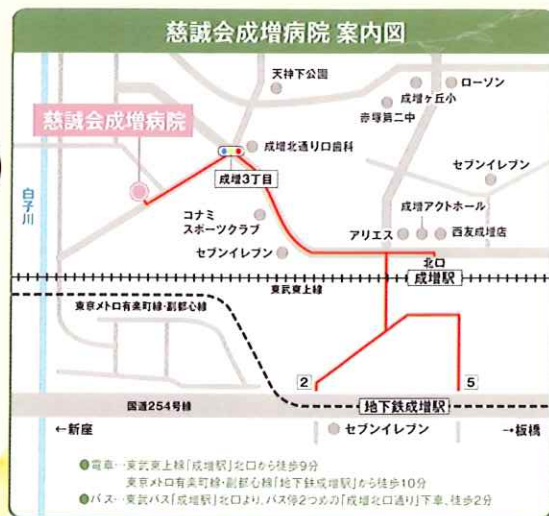 慈誠会成増病院 案内図
天神下公園
ローソン
成増ヶ丘小
赤塚第二中
慈誠会成増病院
成増北通り口歯科
成増3丁目
セブンイレブン
白子川
コナミ
スポーツクラブ
成増アクトホール
アリエス
西友成増店
セブンイレブン
北口
成増駅
東武東上線
東京メトロ有楽町線・副都心線
2
5
国道254号線
地下鉄成増駅
←新座
セブンイレブン
→板橋
●電車…東武東上線「成増駅」北口から徒歩9分
東京メトロ有楽町線・副都心線「地下鉄成増駅」から徒歩10分
●バス…東武バス「成増駅」北口より、バス停2つめの「成増北口通り」下車、徒歩2分